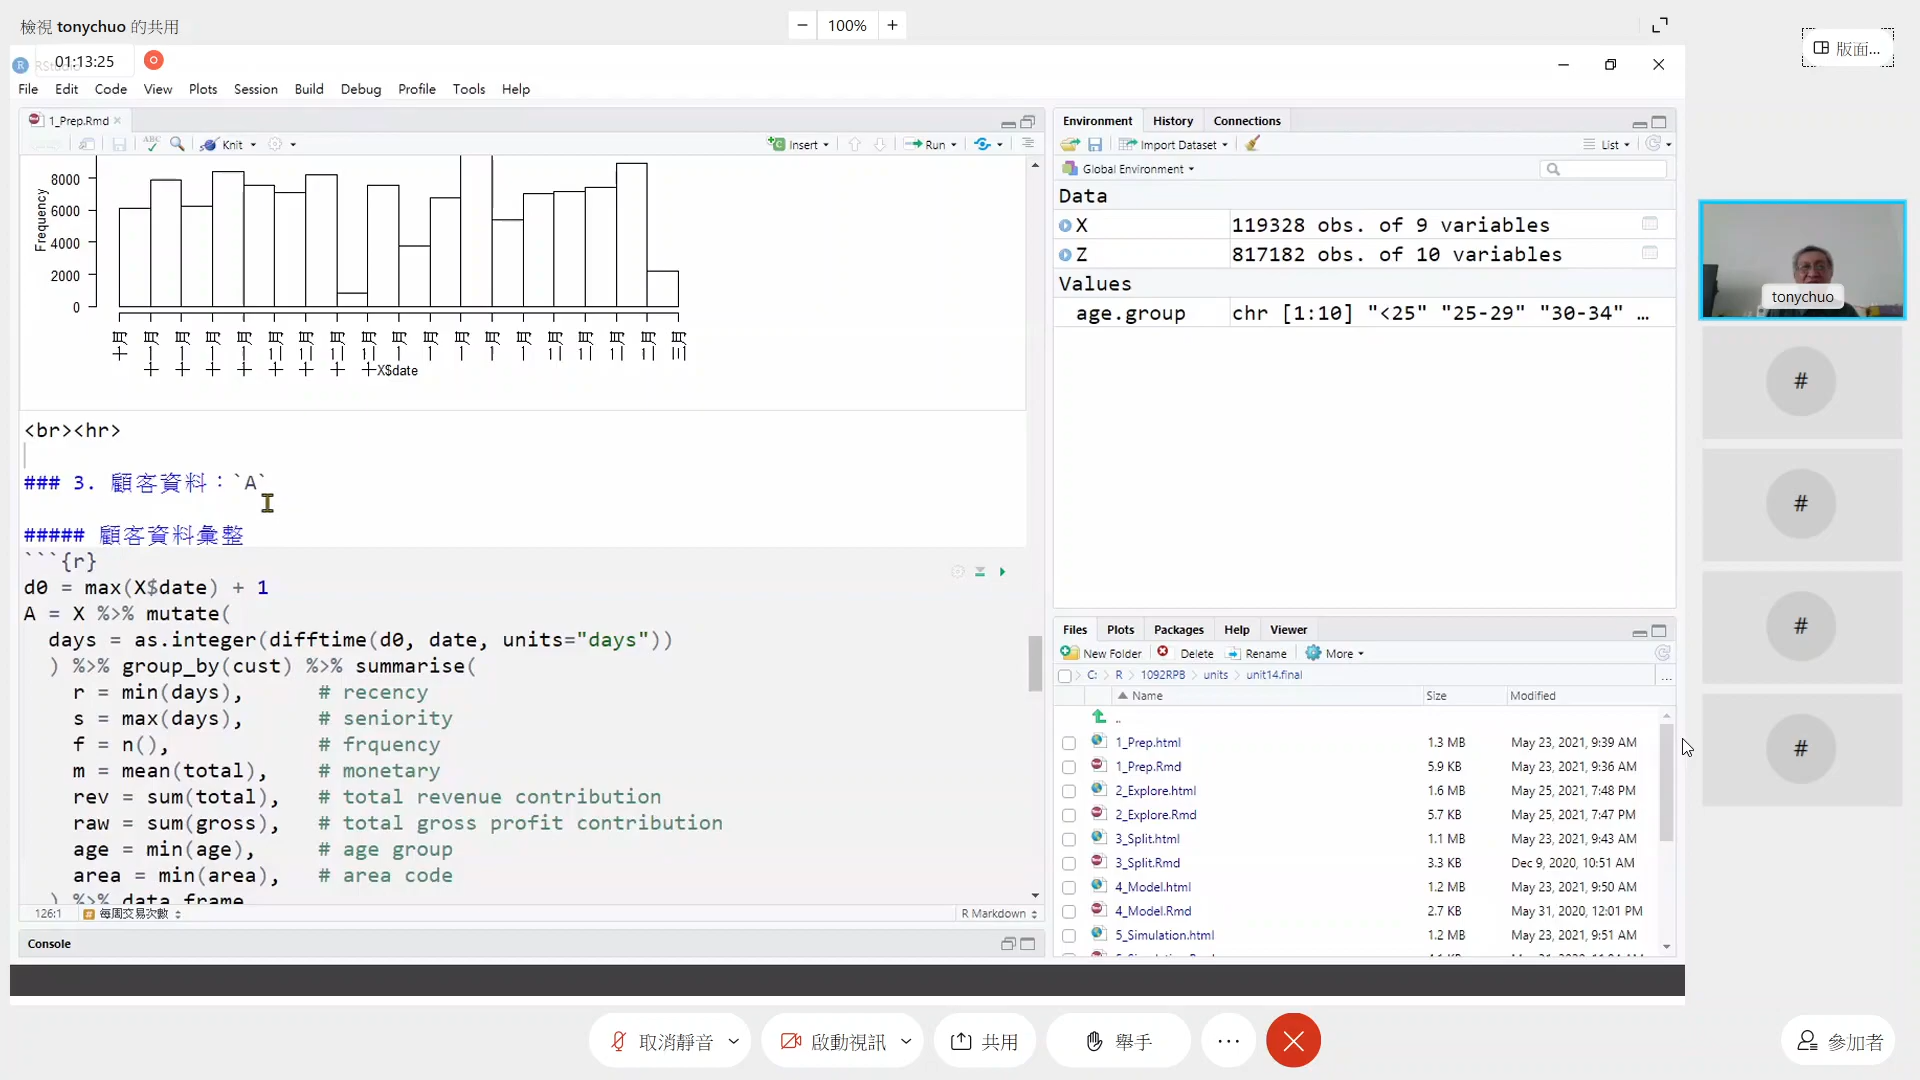 檢視 tonychuo 的共用
100%
版面...
01:13:25
File Edit Code View Plots Session Build Debug Profile Tools Help
1_Prep.Rmd
Knit
Insert
Run
8000
6000
4000
2000
0
Frequency
X$date
<br><hr>
### 3. 顧客資料：`A`
##### 顧客資料彙整
```{r}
d0 = max(X$date) + 1
A = X %>% mutate(
days = as.integer(difftime(d0, date, units="days"))
) %>% group_by(cust) %>% summarise(
r = min(days), # recency
s = max(days), # seniority
f = n(), # frquency
m = mean(total), # monetary
rev = sum(total), # total revenue contribution
raw = sum(gross), # total gross profit contribution
age = min(age), # age group
area = min(area), # area code
) %>% data.frame
126:1 # 每周交易次數
R Markdown
Console
Environment History Connections
Import Dataset
List
Global Environment
Data
X 119328 obs. of 9 variables
Z 817182 obs. of 10 variables
Values
age.group chr [1:10] "<25" "25-29" "30-34" …
Files Plots Packages Help Viewer
New Folder Delete Rename More
C: R 1092RPB units unit14.final ...
Name Size Modified
..
1_Prep.html 1.3 MB May 23, 2021, 9:39 AM
1_Prep.Rmd 5.9 KB May 23, 2021, 9:36 AM
2_Explore.html 1.6 MB May 25, 2021, 7:48 PM
2_Explore.Rmd 5.7 KB May 25, 2021, 7:47 PM
3_Split.html 1.1 MB May 23, 2021, 9:43 AM
3_Split.Rmd 3.3 KB Dec 9, 2020, 10:51 AM
4_Model.html 1.2 MB May 23, 2021, 9:50 AM
4_Model.Rmd 2.7 KB May 31, 2020, 12:01 PM
5_Simulation.html 1.2 MB May 23, 2021, 9:51 AM
tonychuo
#
#
#
#
取消靜音
啟動視訊
共用
舉手
參加者